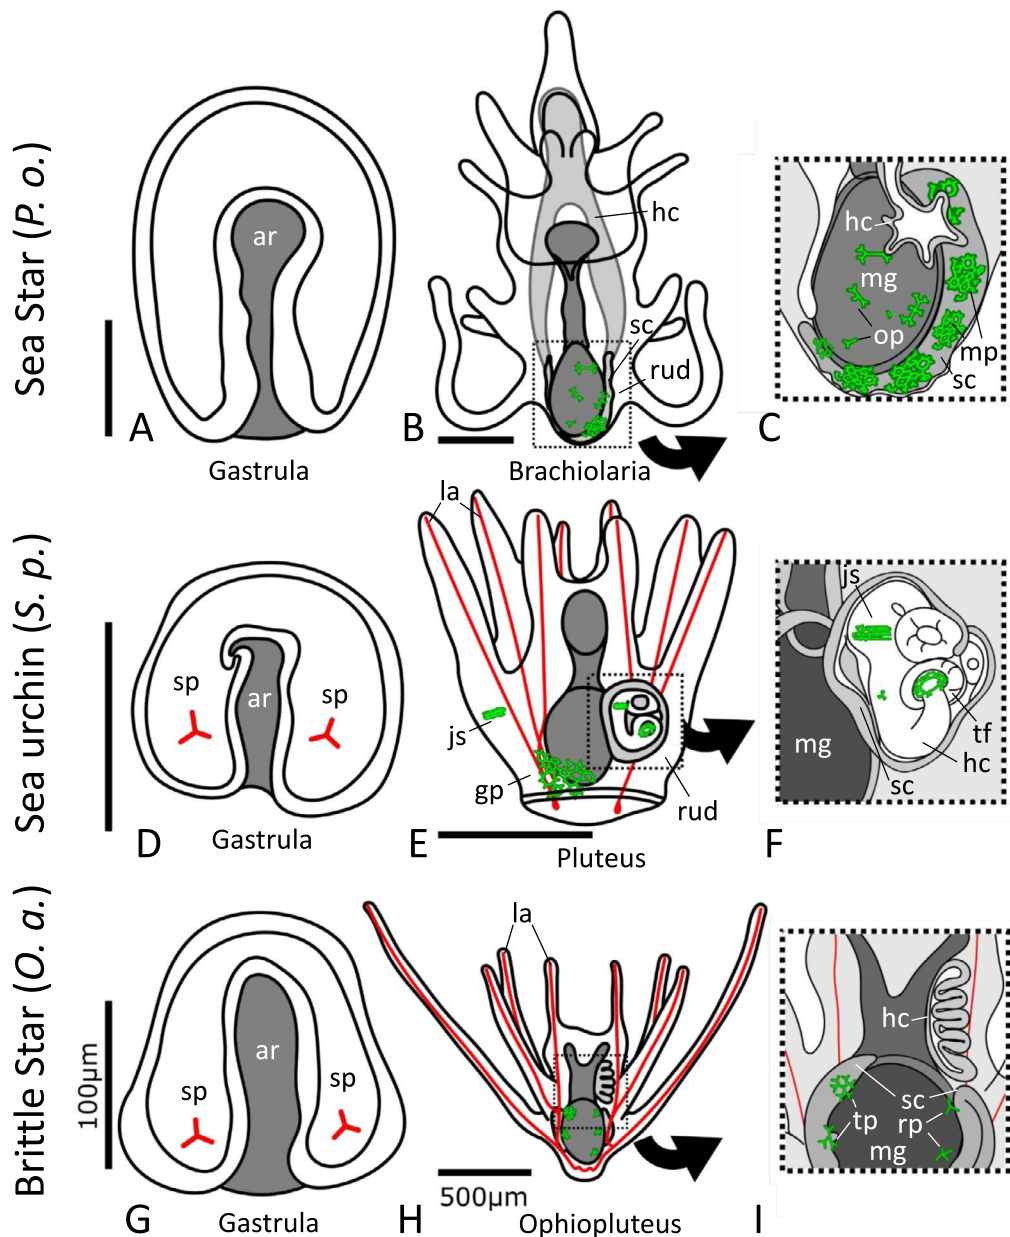 Sea Star (P. o.)
ar
A
Gastrula
hc
sc
rud
B
Brachiolaria
hc
mg
op
mp
sc
C
Sea urchin (S. p.)
sp
ar
sp
D
Gastrula
la
js
gp
rud
E
Pluteus
js
mg
tf
hc
sc
F
Brittle Star (O. a.)
100µm
ar
sp
sp
G
Gastrula
la
500µm
H
Ophiopluteus
hc
sc
tp
rp
mg
I